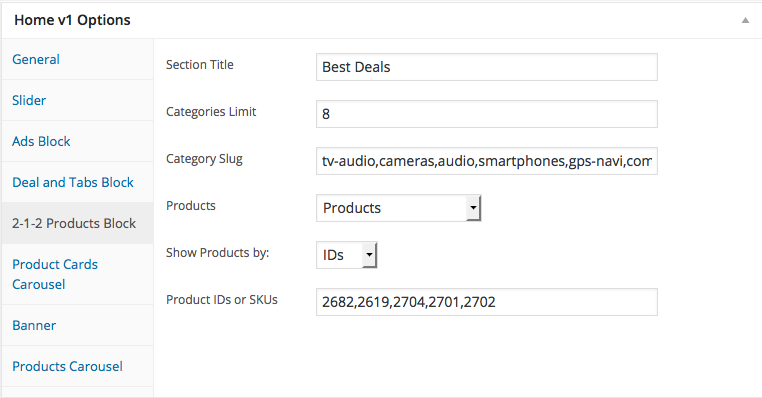 Home v1 Options
General
Slider
Ads Block
Deal and Tabs Block
2-1-2 Products Block
Product Cards
Carousel
Banner
Products Carousel
Section Title
Best Deals
Categories Limit
8
Category Slug
tv-audio,cameras,audio,smartphones,gps-navi,com
Products
Products
Show Products by:
IDs
Product IDs or SKUs
2682,2619,2704,2701,2702